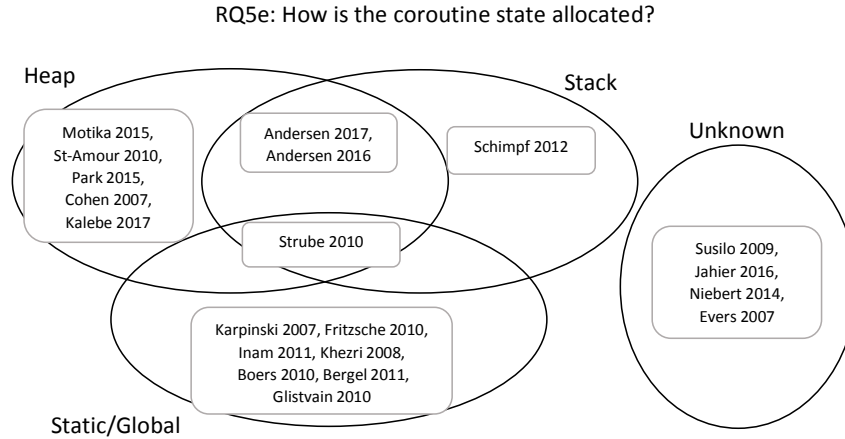 RQ5e: How is the coroutine state allocated?
Heap
Stack
Unknown
Motika 2015,
St-Amour 2010,
Park 2015,
Cohen 2007,
Kalebe 2017
Andersen 2017,
Andersen 2016
Schimpf 2012
Strube 2010
Susilo 2009,
Jahier 2016,
Niebert 2014,
Evers 2007
Karpinski 2007, Fritzsche 2010,
Inam 2011, Khezri 2008,
Boers 2010, Bergel 2011,
Glistvain 2010
Static/Global